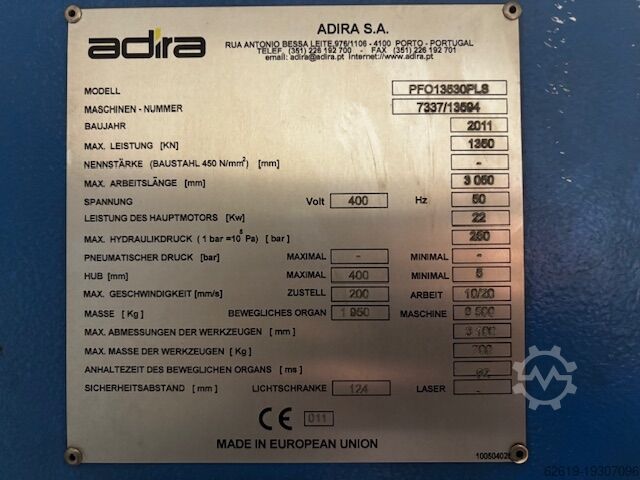 adira
ADIRA S.A.
RUA ANTONIO BESSA LEITE,976/1106 - 4100 PORTO - PORTUGAL
TELEF. (351) 226 192 700 - FAX (351) 226 192 701
email: adira@adira.pt Internet://www.adira.pt
MODELL PFO13530PLS
MASCHINEN - NUMMER 7337/13594
BAUJAHR 2011
MAX. LEISTUNG [KN] 1350
NENNSTÄRKE (BAUSTAHL 450 N/mm²) [mm] -
MAX. ARBEITSLÄNGE [mm] 3 050
SPANNUNG Volt 400 Hz 50
LEISTUNG DES HAUPTMOTORS [Kw] 22
MAX. HYDRAULIKDRUCK ( 1 bar =10⁵ Pa) [ bar] 250
PNEUMATISCHER DRUCK [bar] MAXIMAL - MINIMAL -
HUB [mm] MAXIMAL 400 MINIMAL 5
MAX. GESCHWINDIGKEIT [mm/s] ZUSTELL 200 ARBEIT 10/20
MASSE [ Kg] BEWEGLICHES ORGAN 1 950 MASCHINE 9 500
MAX. ABMESSUNGEN DER WERKZEUGEN [ mm ] 3 100
MAX. MASSE DER WERKZEUGEN [ Kg ]
ANHALTEZEIT DES BEWEGLICHEN ORGANS [ ms ]
SICHERHEITSABSTAND [ mm ] LICHTSCHRANKE 124 LASER -
CE 011
MADE IN EUROPEAN UNION
62619-19307096